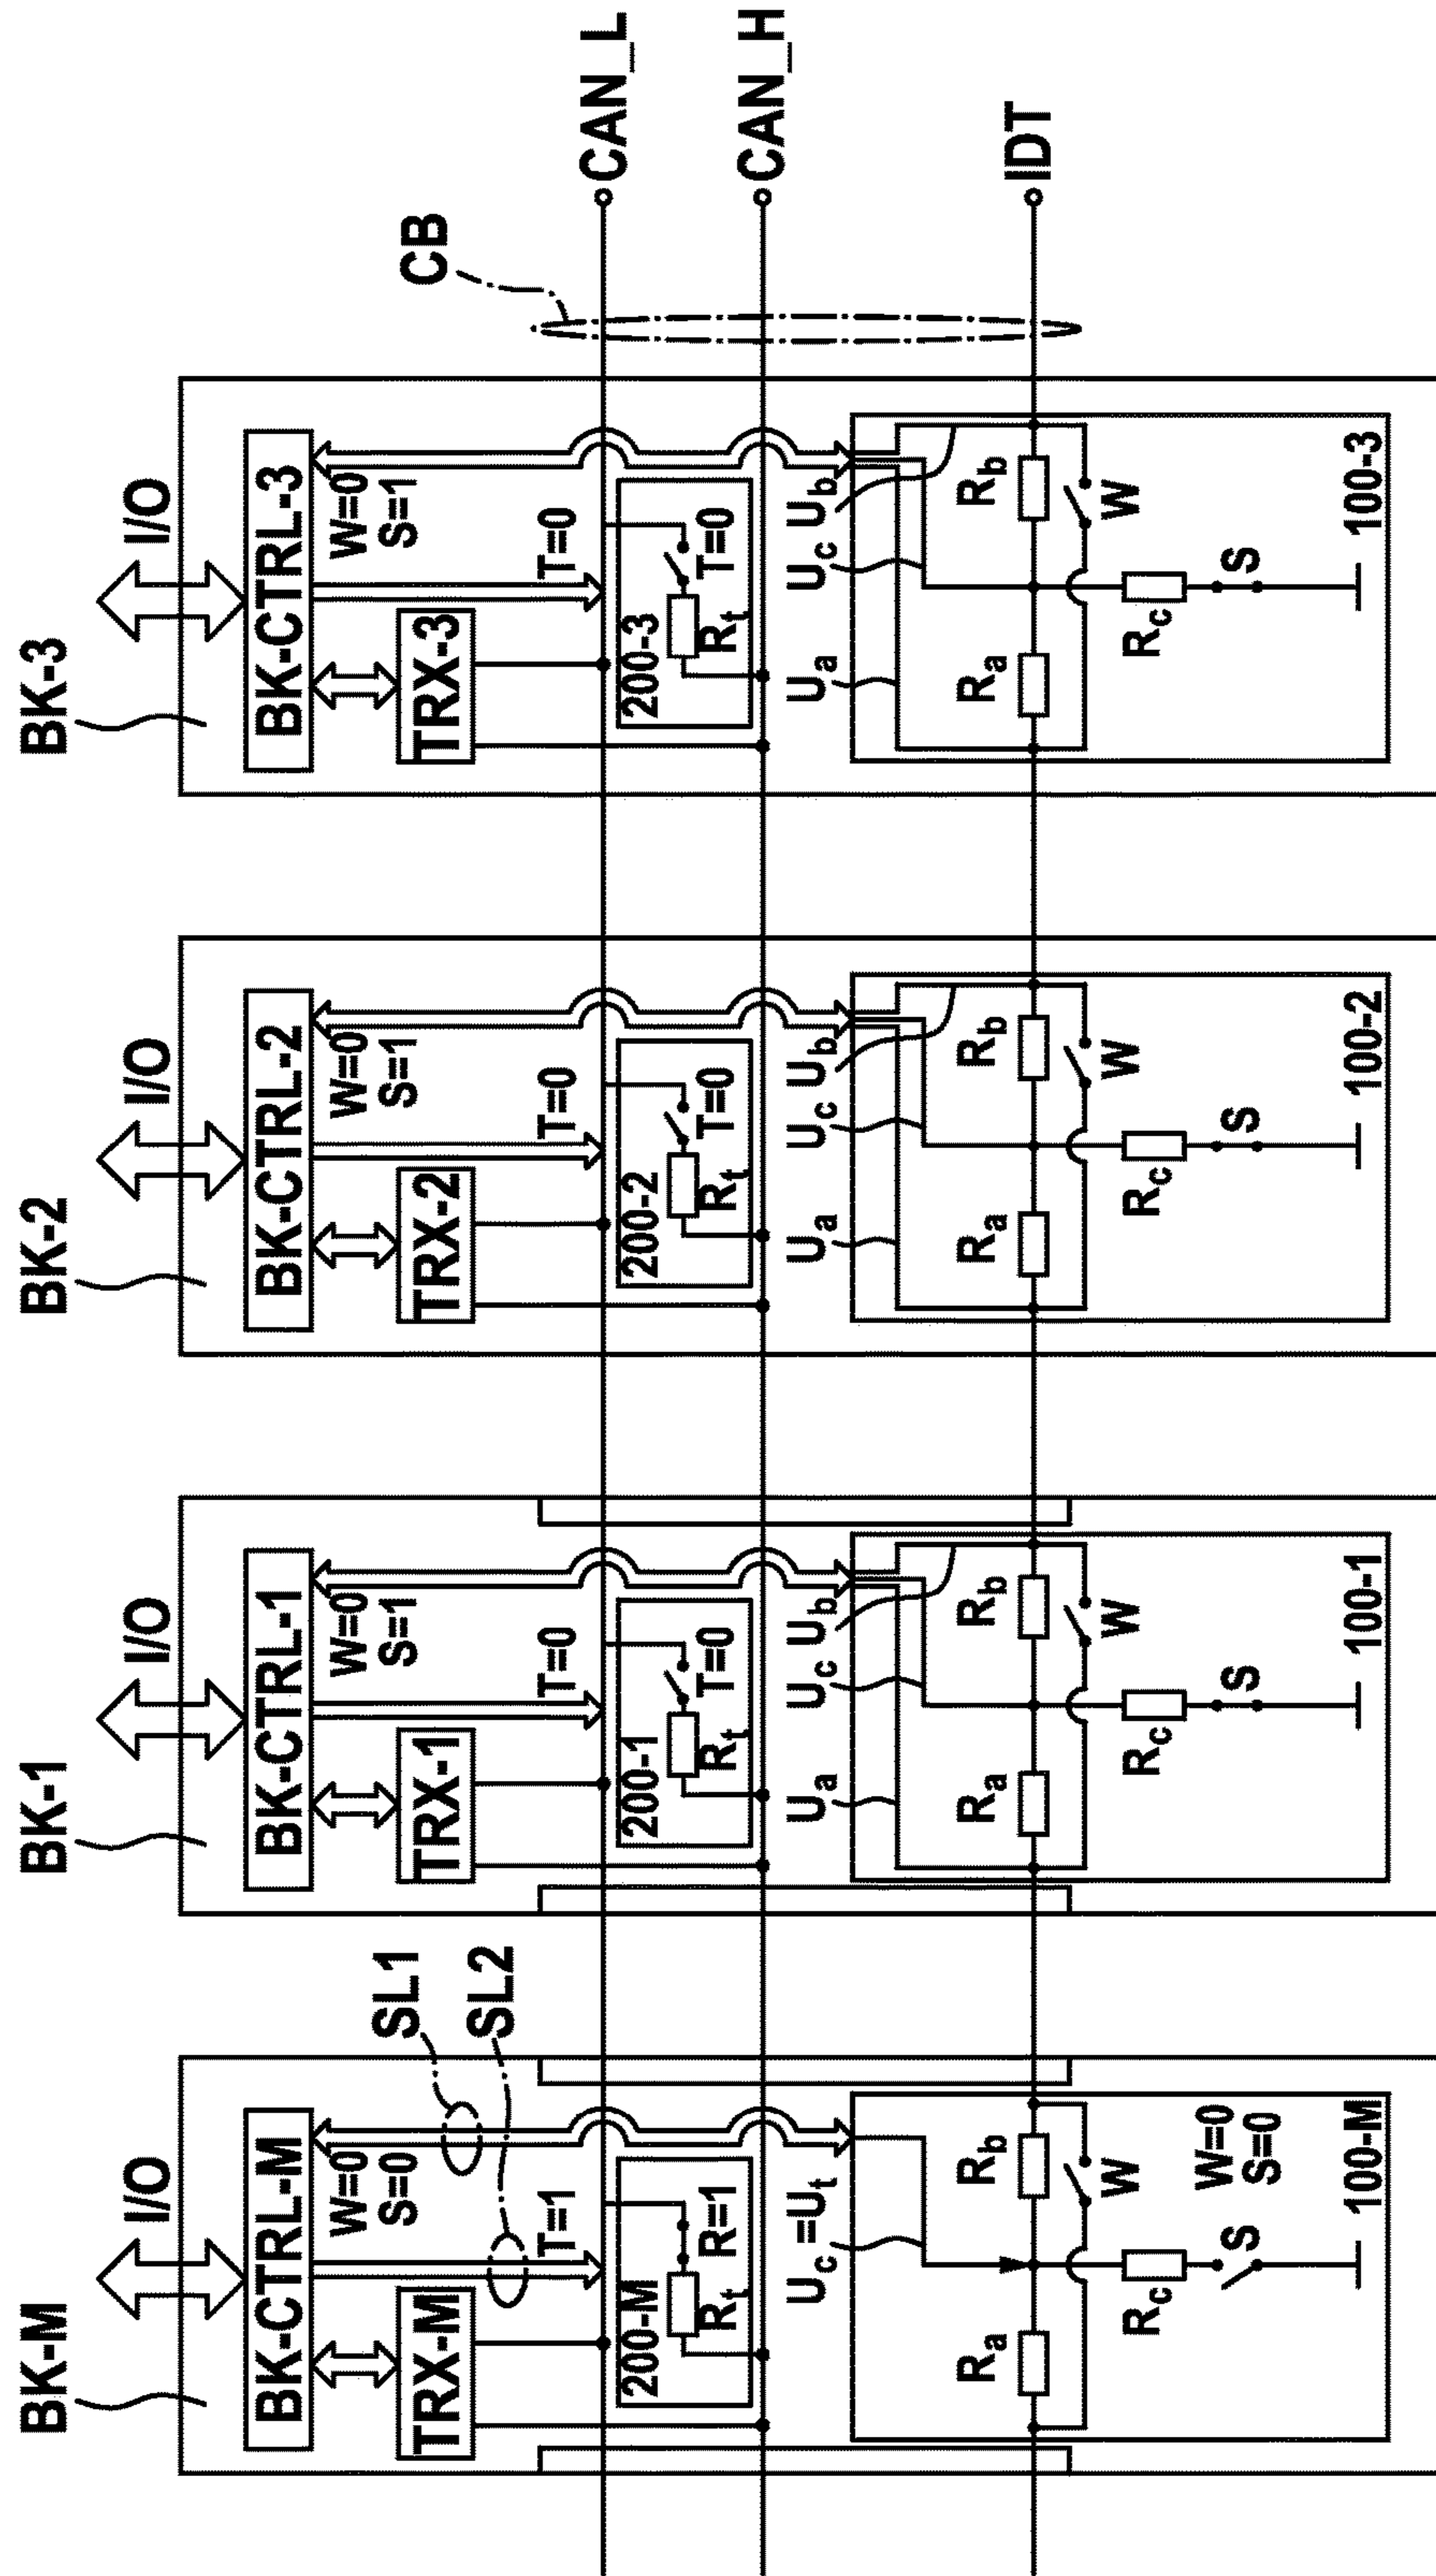 BK-M
I/O
BK-CTRL-M
W=0
S=0
SL1
SL2
TRX-M
T=1
200-M
Rt
R=1
Uc =Ut
Ra
Rb
W
Rc
S
W=0
S=0
100-M
BK-1
I/O
BK-CTRL-1
W=0
S=1
TRX-1
T=0
200-1
Rt
T=0
Ua
Uc
Ub
Ra
Rb
W
Rc
S
100-1
BK-2
I/O
BK-CTRL-2
W=0
S=1
TRX-2
T=0
200-2
Rt
T=0
Ua
Uc
Ub
Ra
Rb
W
Rc
S
100-2
BK-3
I/O
BK-CTRL-3
W=0
S=1
TRX-3
T=0
200-3
Rt
T=0
Ua
Uc
Ub
Ra
Rb
W
Rc
S
100-3
CB
CAN_L
CAN_H
IDT